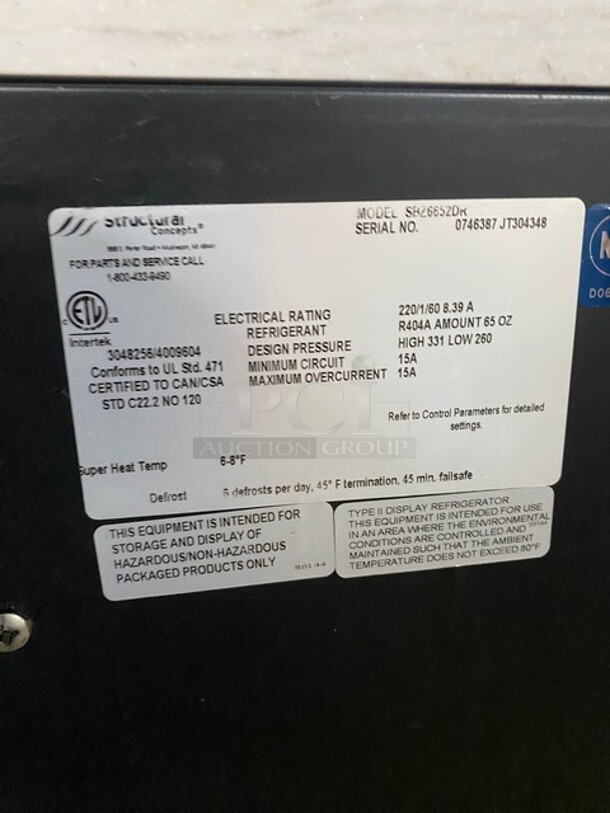 Structural
Concepts®
FOR PARTS AND SERVICE CALL
1-800-433-9490
MODEL SB26652DR
SERIAL NO. 0746387 JT304348
C ETL US
Intertek
3048256/4009604
Conforms to UL Std. 471
CERTIFIED TO CAN/CSA
STD C22.2 NO 120
ELECTRICAL RATING 220/1/60 8.39 A
REFRIGERANT R404A AMOUNT 65 OZ
DESIGN PRESSURE HIGH 331 LOW 260
MINIMUM CIRCUIT 15A
MAXIMUM OVERCURRENT 15A
Refer to Control Parameters for detailed
settings.
PCI
AUCTION GROUP
Super Heat Temp 6-8°F
Defrost 6 defrosts per day, 45° F termination, 45 min. failsafe
THIS EQUIPMENT IS INTENDED FOR
STORAGE AND DISPLAY OF
HAZARDOUS/NON-HAZARDOUS
PACKAGED PRODUCTS ONLY
TYPE II DISPLAY REFRIGERATOR
THIS EQUIPMENT IS INTENDED FOR USE
IN AN AREA WHERE THE ENVIRONMENTAL
CONDITIONS ARE CONTROLLED AND
MAINTAINED SUCH THAT THE AMBIENT
TEMPERATURE DOES NOT EXCEED 80°F